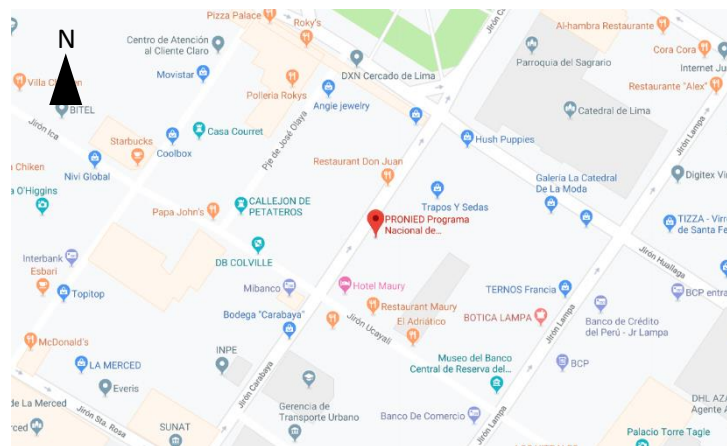 N
Pizza Palace
Roky's
Centro de Atención
al Cliente Claro
Movistar
DXN Cercado de Lima
Polleria Rokys
Angie jewelry
Villa Chicken
BITEL
Starbucks
Coolbox
Casa Courret
Pje de José Olaya
Jirón Ica
Nivi Global
Chiken
O'Higgins
Papa John's
CALLEJON DE
PETATEROS
DB COLVILLE
Interbank
Esbari
Topitop
Mibanco
Bodega "Carabaya"
McDonald's
LA MERCED
Everis
INPE
de La Merced
rced
Jirón Sta. Rosa
SUNAT
Jirón Carabaya
Gerencia de
Transporte Urbano
Restaurant Don Juan
Trapos Y Sedas
PRONIED Programa
Nacional de...
Hotel Maury
Restaurant Maury
El Adriático
Jirón Ucayali
Hush Puppies
Al-hambra Restaurante
Parroquia del Sagrario
Cora Cora
Internet Ju
Restaurante "Alex"
Catedral de Lima
Jirón Lampa
Galería La Catedral
De La Moda
Digitex Vir
TIZZA - Virr
de Santa Fe
Jirón Huallaga
TERNOS Francia
BOTICA LAMPA
Jirón Lampa
BCP entra
Banco de Crédito
del Perú - Jr Lampa
BCP
Museo del Banco
Central de Reserva del...
Banco De Comercio
Jirón Lampa
DHL AZA
Agente A
Palacio Torre Tagle